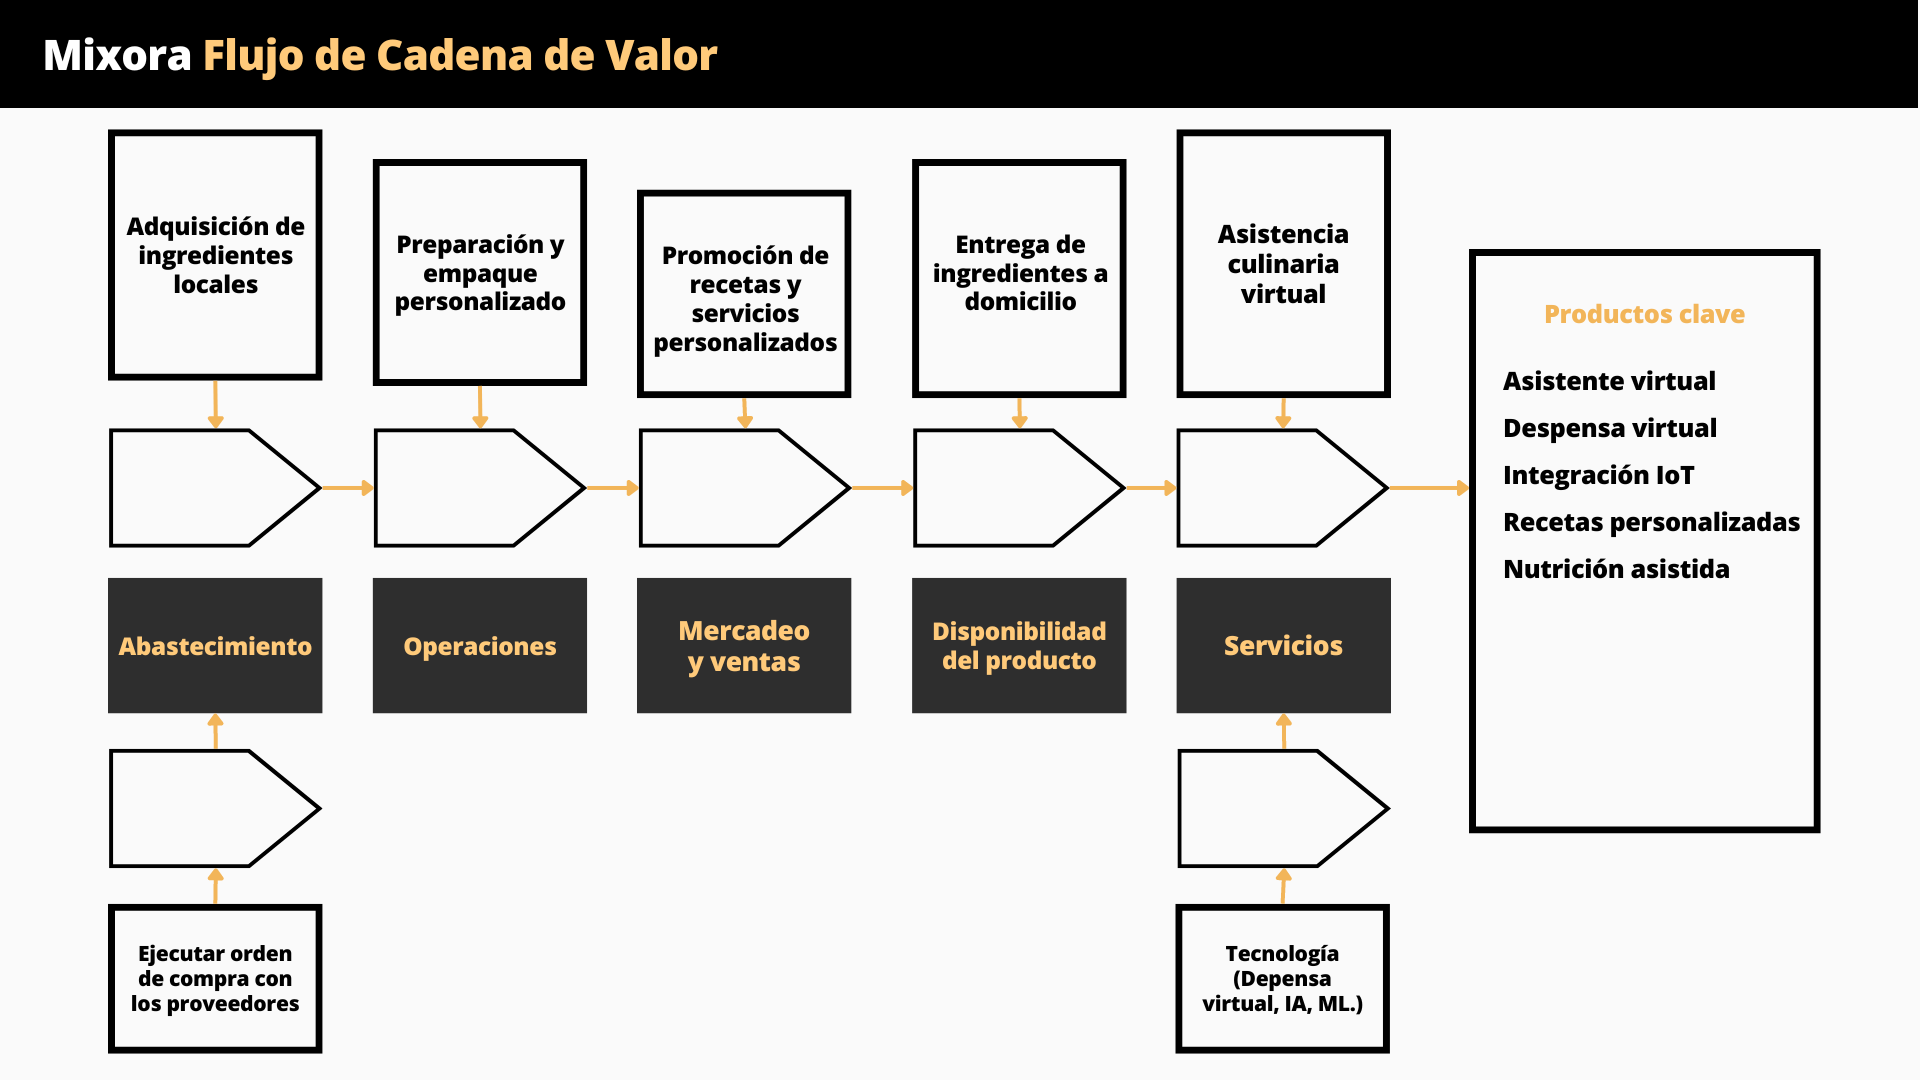 Mixora Flujo de Cadena de Valor
Adquisición de
ingredientes
locales
Preparación y
empaque
personalizado
Promoción de
recetas y
servicios
personalizados
Entrega de
ingredientes a
domicilio
Asistencia
culinaria
virtual
Productos clave
Asistente virtual
Despensa virtual
Integración IoT
Recetas personalizadas
Nutrición asistida
Abastecimiento
Operaciones
Mercadeo
y ventas
Disponibilidad
del producto
Servicios
Ejecutar orden
de compra con
los proveedores
Tecnología
(Depensa
virtual, IA, ML.)